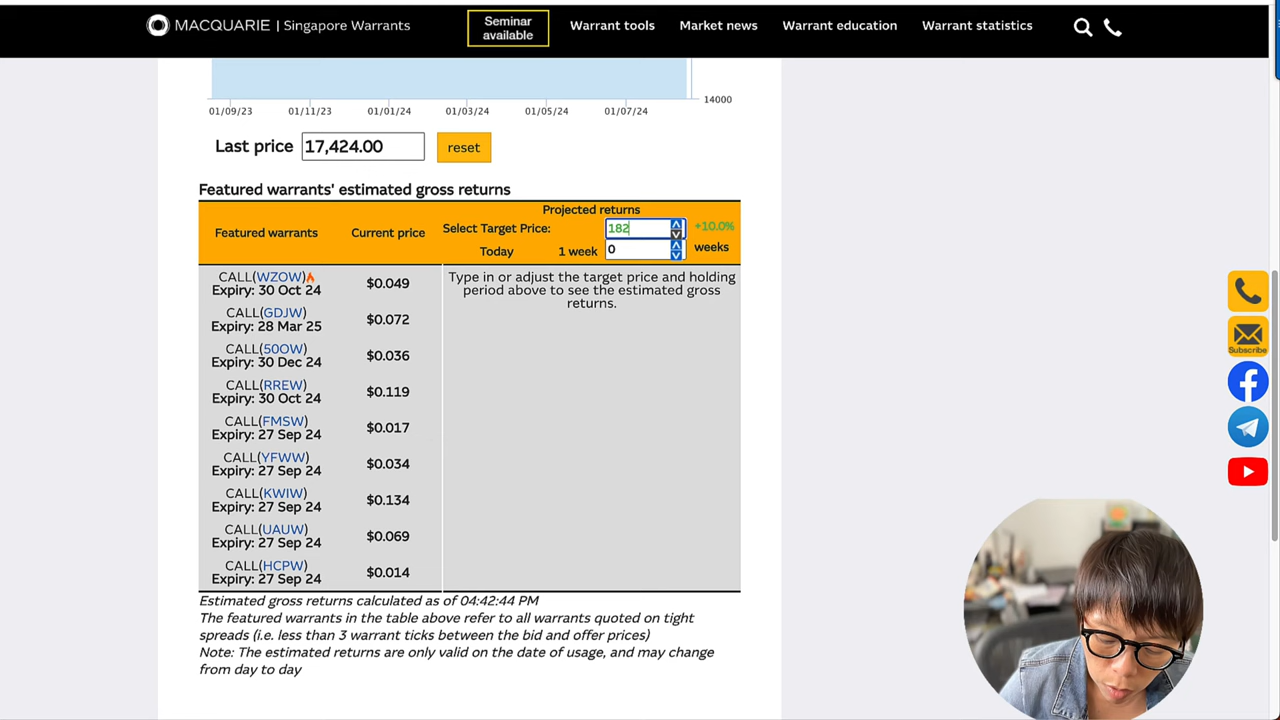 MACQUARIE | Singapore Warrants
Seminar
available
Warrant tools
Market news
Warrant education
Warrant statistics
14000
01/09/23 01/11/23 01/01/24 01/03/24 01/05/24 01/07/24
Last price 17,424.00 reset
Featured warrants' estimated gross returns
Featured warrants
Current price
Projected returns
Select Target Price: 182 +10.0%
Today 1 week 0 weeks
CALL(WZOW)
Expiry: 30 Oct 24
$0.049
CALL(GDJW)
Expiry: 28 Mar 25
$0.072
CALL(50OW)
Expiry: 30 Dec 24
$0.036
CALL(RREW)
Expiry: 30 Oct 24
$0.119
CALL(FMSW)
Expiry: 27 Sep 24
$0.017
CALL(YFWW)
Expiry: 27 Sep 24
$0.034
CALL(KWIW)
Expiry: 27 Sep 24
$0.134
CALL(UAUW)
Expiry: 27 Sep 24
$0.069
CALL(HCPW)
Expiry: 27 Sep 24
$0.014
Type in or adjust the target price and holding
period above to see the estimated gross
returns.
Estimated gross returns calculated as of 04:42:44 PM
The featured warrants in the table above refer to all warrants quoted on tight
spreads (i.e. less than 3 warrant ticks between the bid and offer prices)
Note: The estimated returns are only valid on the date of usage, and may change
from day to day
Subscribe